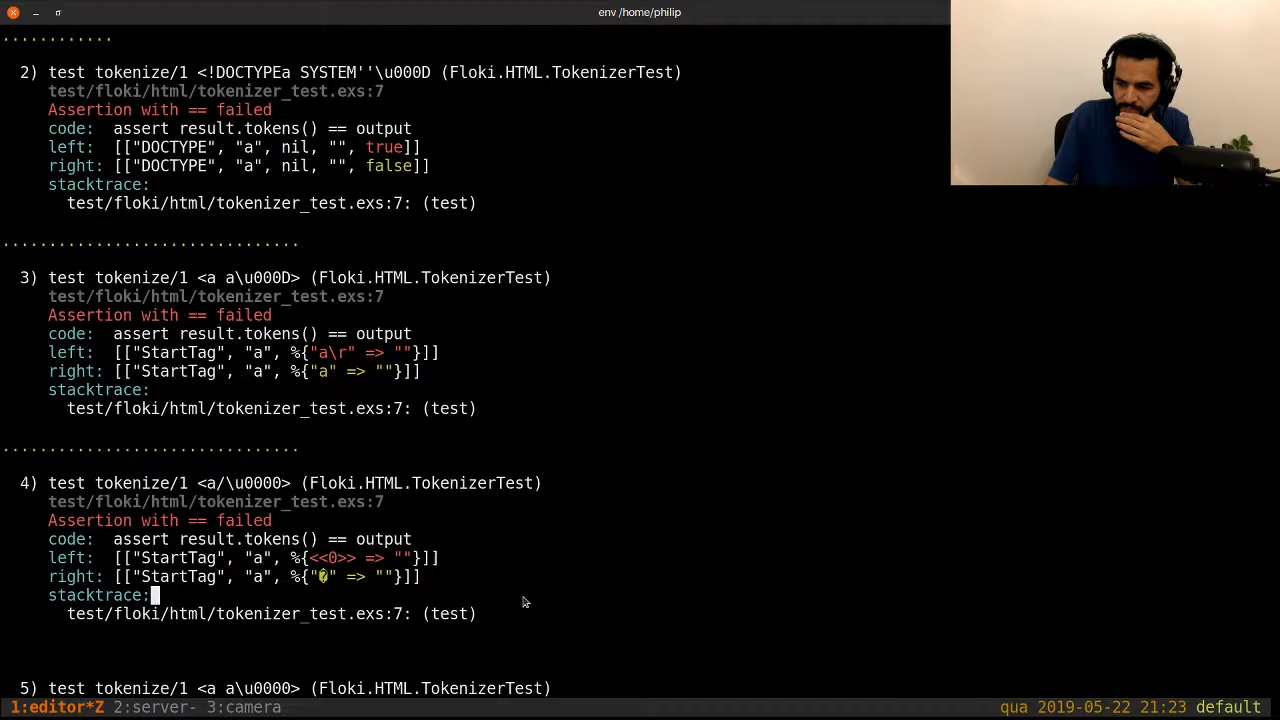 env /home/philip
............
2) test tokenize/1 <!DOCTYPEa SYSTEM''\u000D (Floki.HTML.TokenizerTest)
test/floki/html/tokenizer_test.exs:7
Assertion with == failed
code:  assert result.tokens() == output
left:  [["DOCTYPE", "a", nil, "", true]]
right: [["DOCTYPE", "a", nil, "", false]]
stacktrace:
test/floki/html/tokenizer_test.exs:7: (test)
................................
3) test tokenize/1 <a a\u000D> (Floki.HTML.TokenizerTest)
test/floki/html/tokenizer_test.exs:7
Assertion with == failed
code:  assert result.tokens() == output
left:  [["StartTag", "a", %{"a\r" => ""}]]
right: [["StartTag", "a", %{"a" => ""}]]
stacktrace:
test/floki/html/tokenizer_test.exs:7: (test)
................................
4) test tokenize/1 <a/\u0000> (Floki.HTML.TokenizerTest)
test/floki/html/tokenizer_test.exs:7
Assertion with == failed
code:  assert result.tokens() == output
left:  [["StartTag", "a", %{<<0>> => ""}]]
right: [["StartTag", "a", %{"�" => ""}]]
stacktrace:
test/floki/html/tokenizer_test.exs:7: (test)
5) test tokenize/1 <a a\u0000> (Floki.HTML.TokenizerTest)
1:editor*Z 2:server- 3:camera
qua 2019-05-22 21:23 default